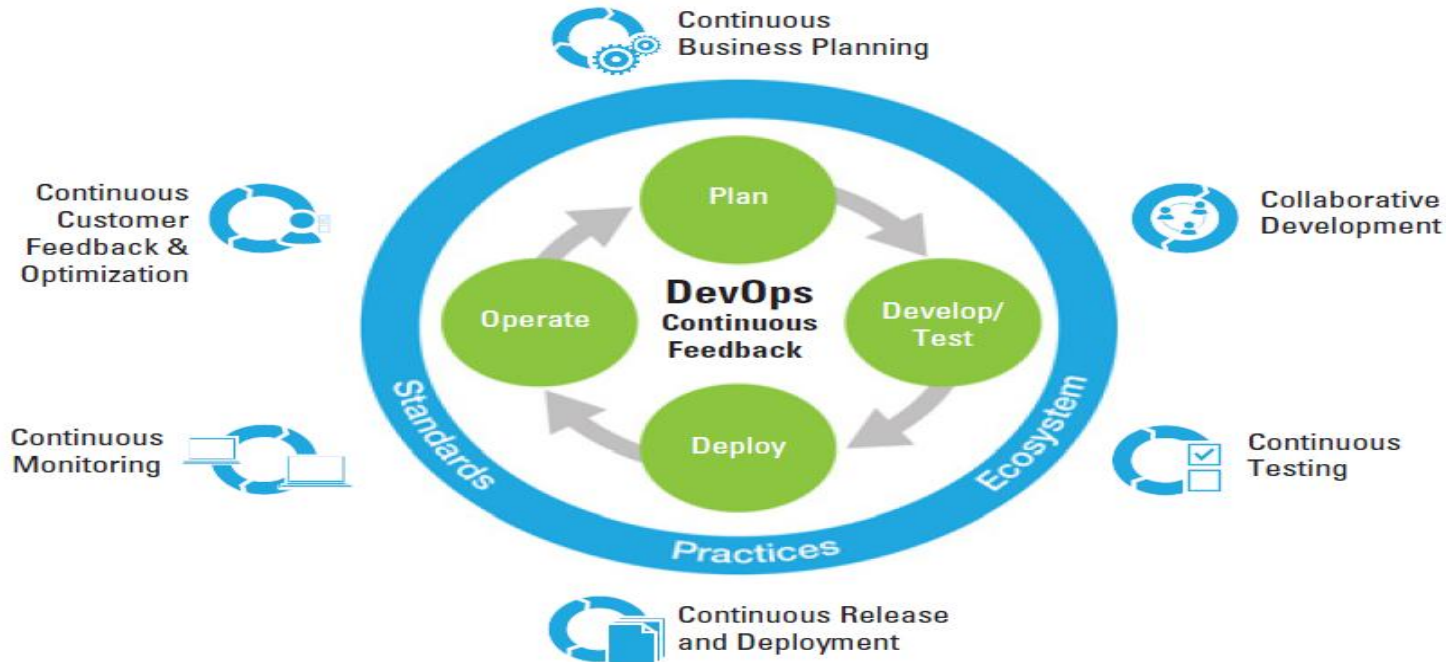 Continuous
Business Planning
Continuous
Customer
Feedback &
Optimization
Collaborative
Development
Plan
Operate
DevOps
Continuous
Feedback
Develop/
Test
Deploy
Standards
Practices
Ecosystem
Continuous
Monitoring
Continuous
Testing
Continuous Release
and Deployment